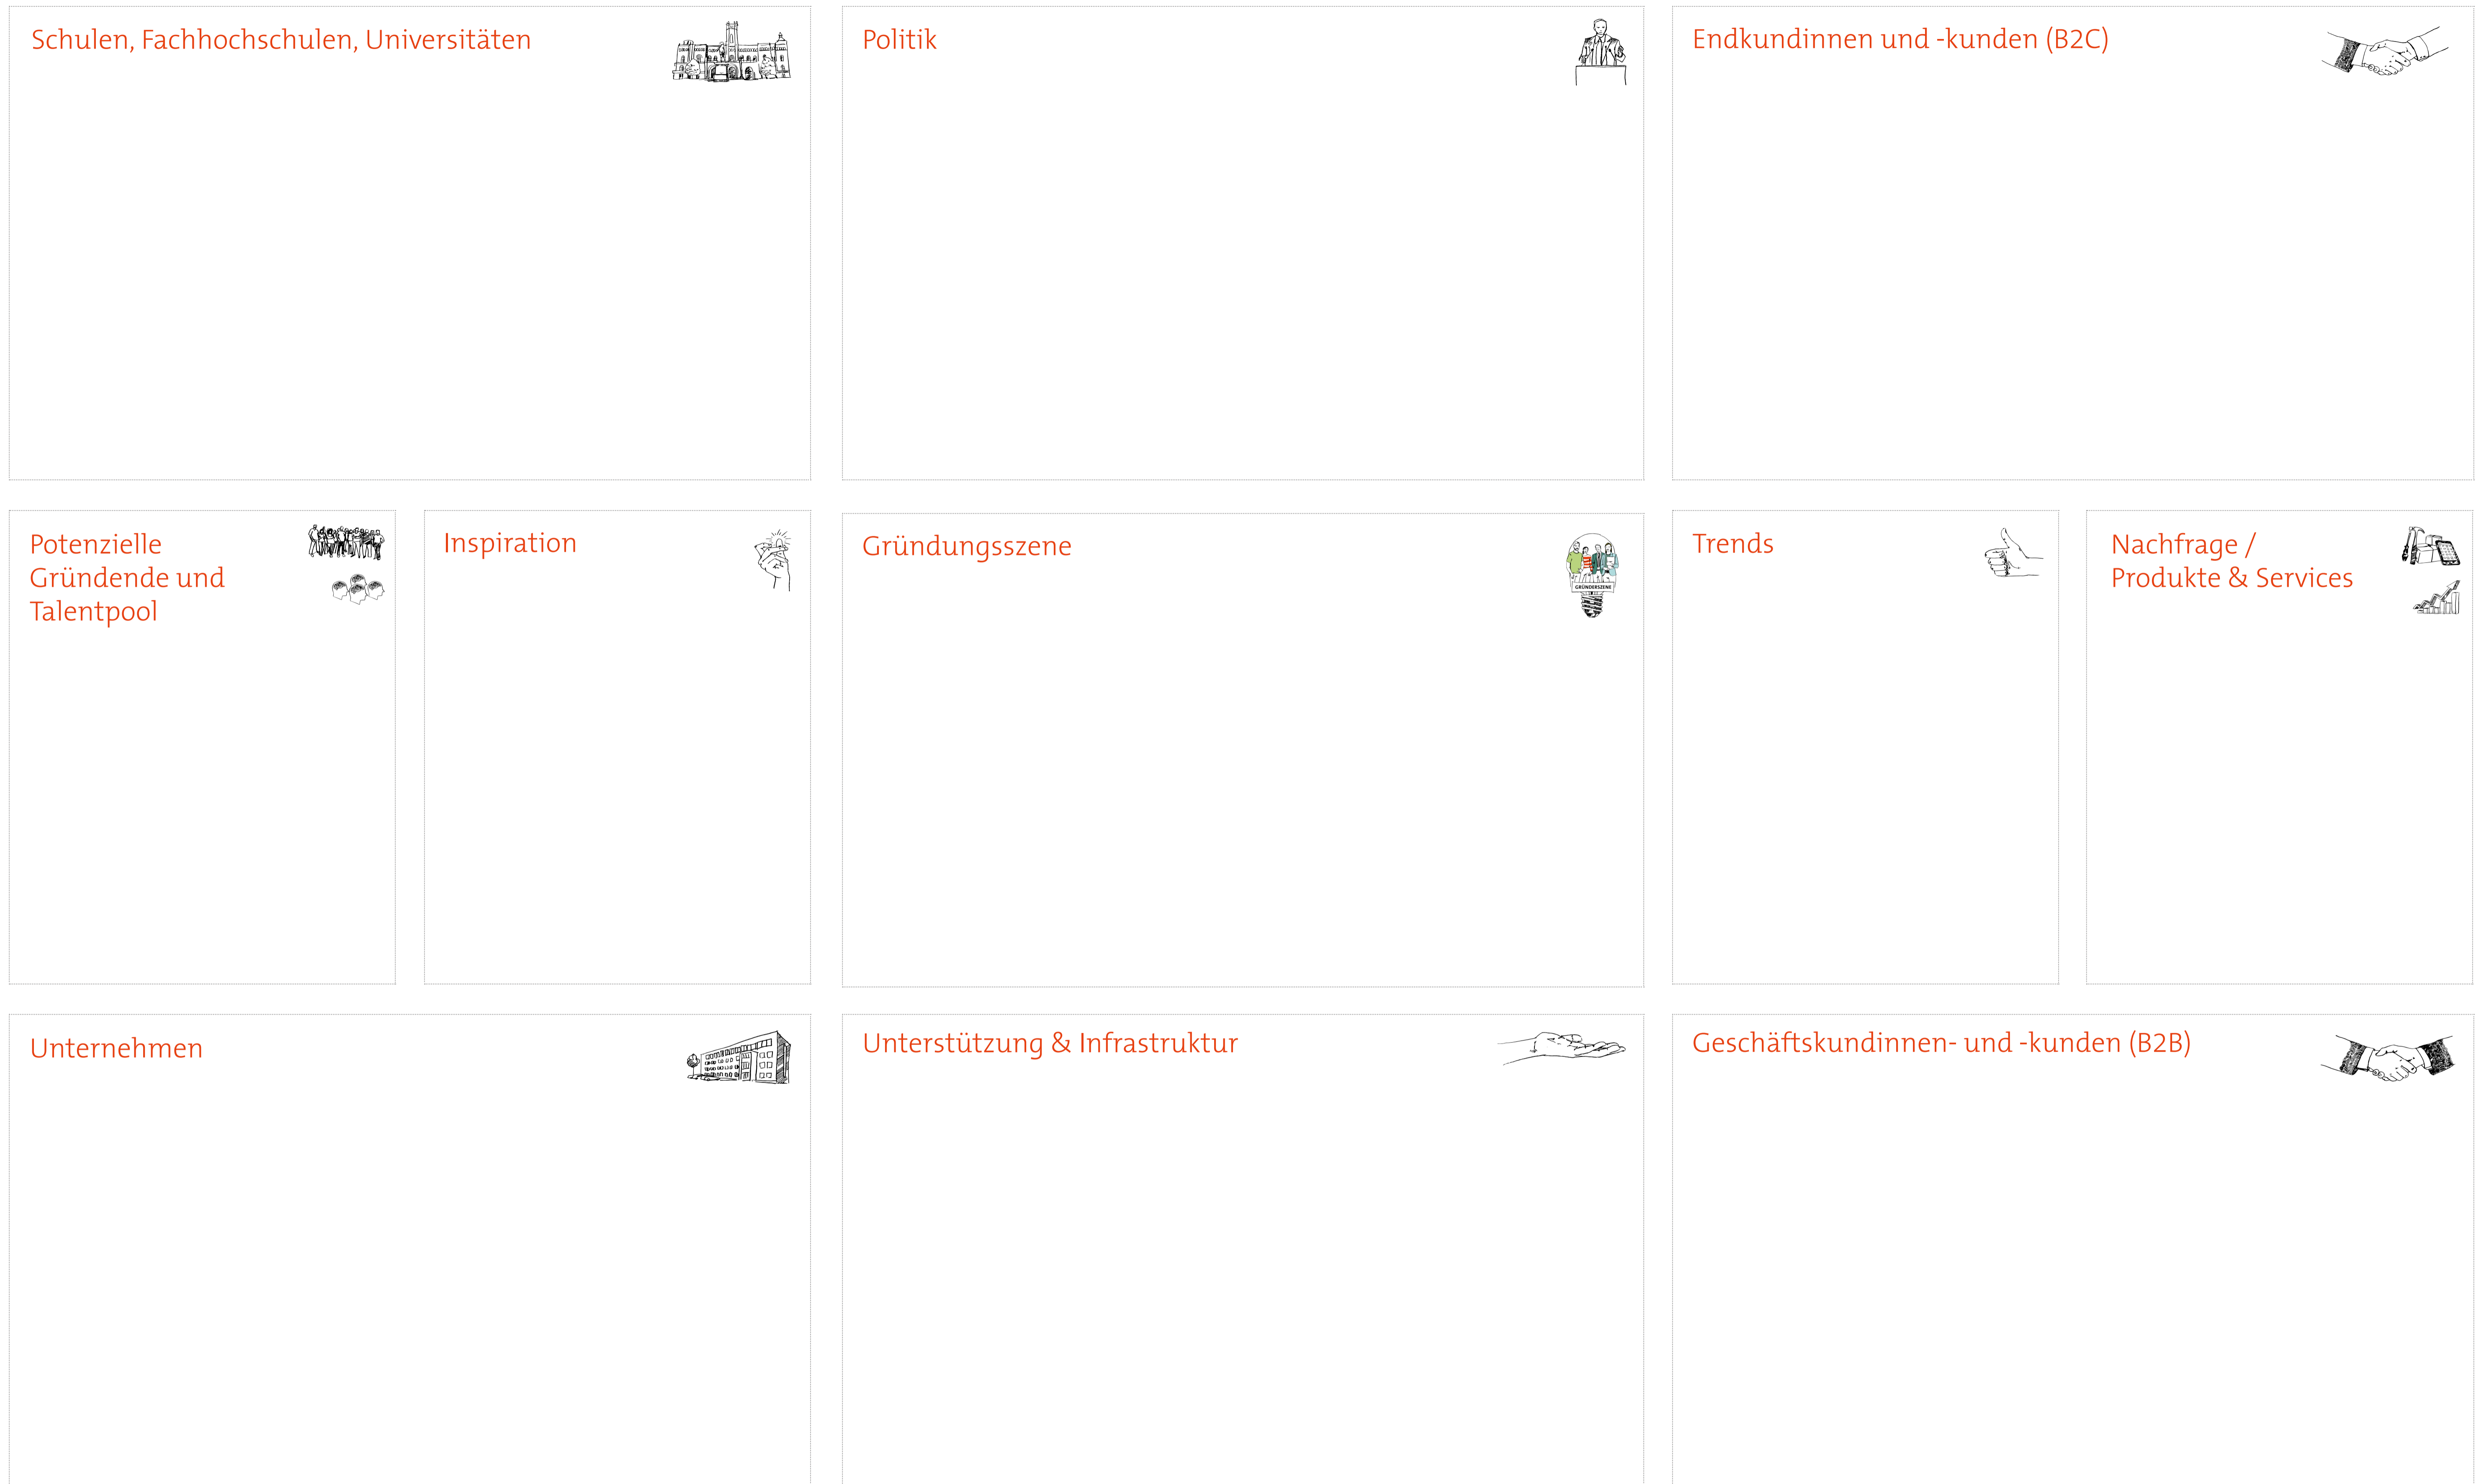 Schulen, Fachhochschulen, Universitäten
Politik
Endkundinnen und -kunden (B2C)
Potenzielle
Gründende und
Talentpool
Inspiration
Gründungsszene
GRÜNDERSZENE
Trends
Nachfrage /
Produkte & Services
Unternehmen
Unterstützung & Infrastruktur
Geschäftskundinnen- und -kunden (B2B)